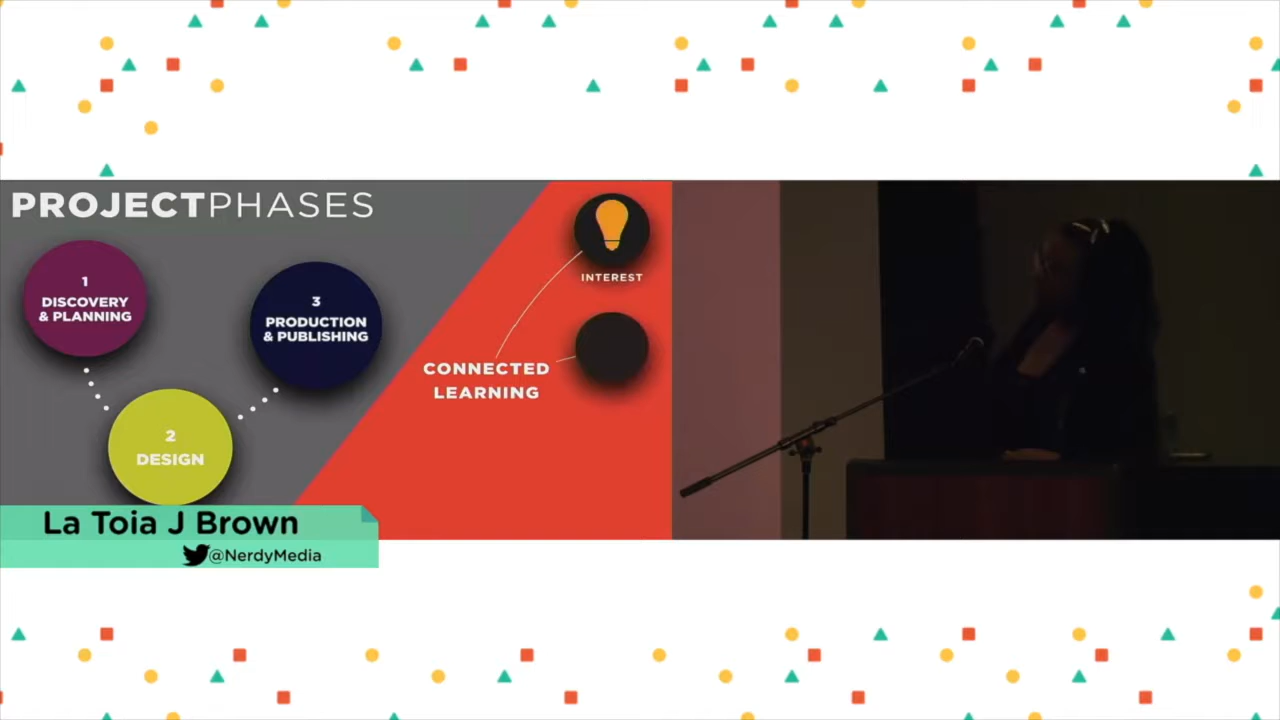 PROJECTPHASES
1
DISCOVERY
& PLANNING
2
DESIGN
3
PRODUCTION
& PUBLISHING
INTEREST
CONNECTED
LEARNING
La Toia J Brown
@NerdyMedia